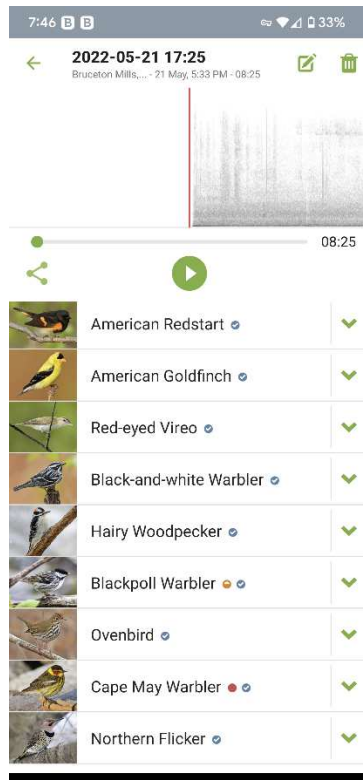 7:46 B B 33%
2022-05-21 17:25
Bruceton Mills,... · 21 May, 5:33 PM · 08:25
08:25
American Redstart
American Goldfinch
Red-eyed Vireo
Black-and-white Warbler
Hairy Woodpecker
Blackpoll Warbler
Ovenbird
Cape May Warbler
Northern Flicker